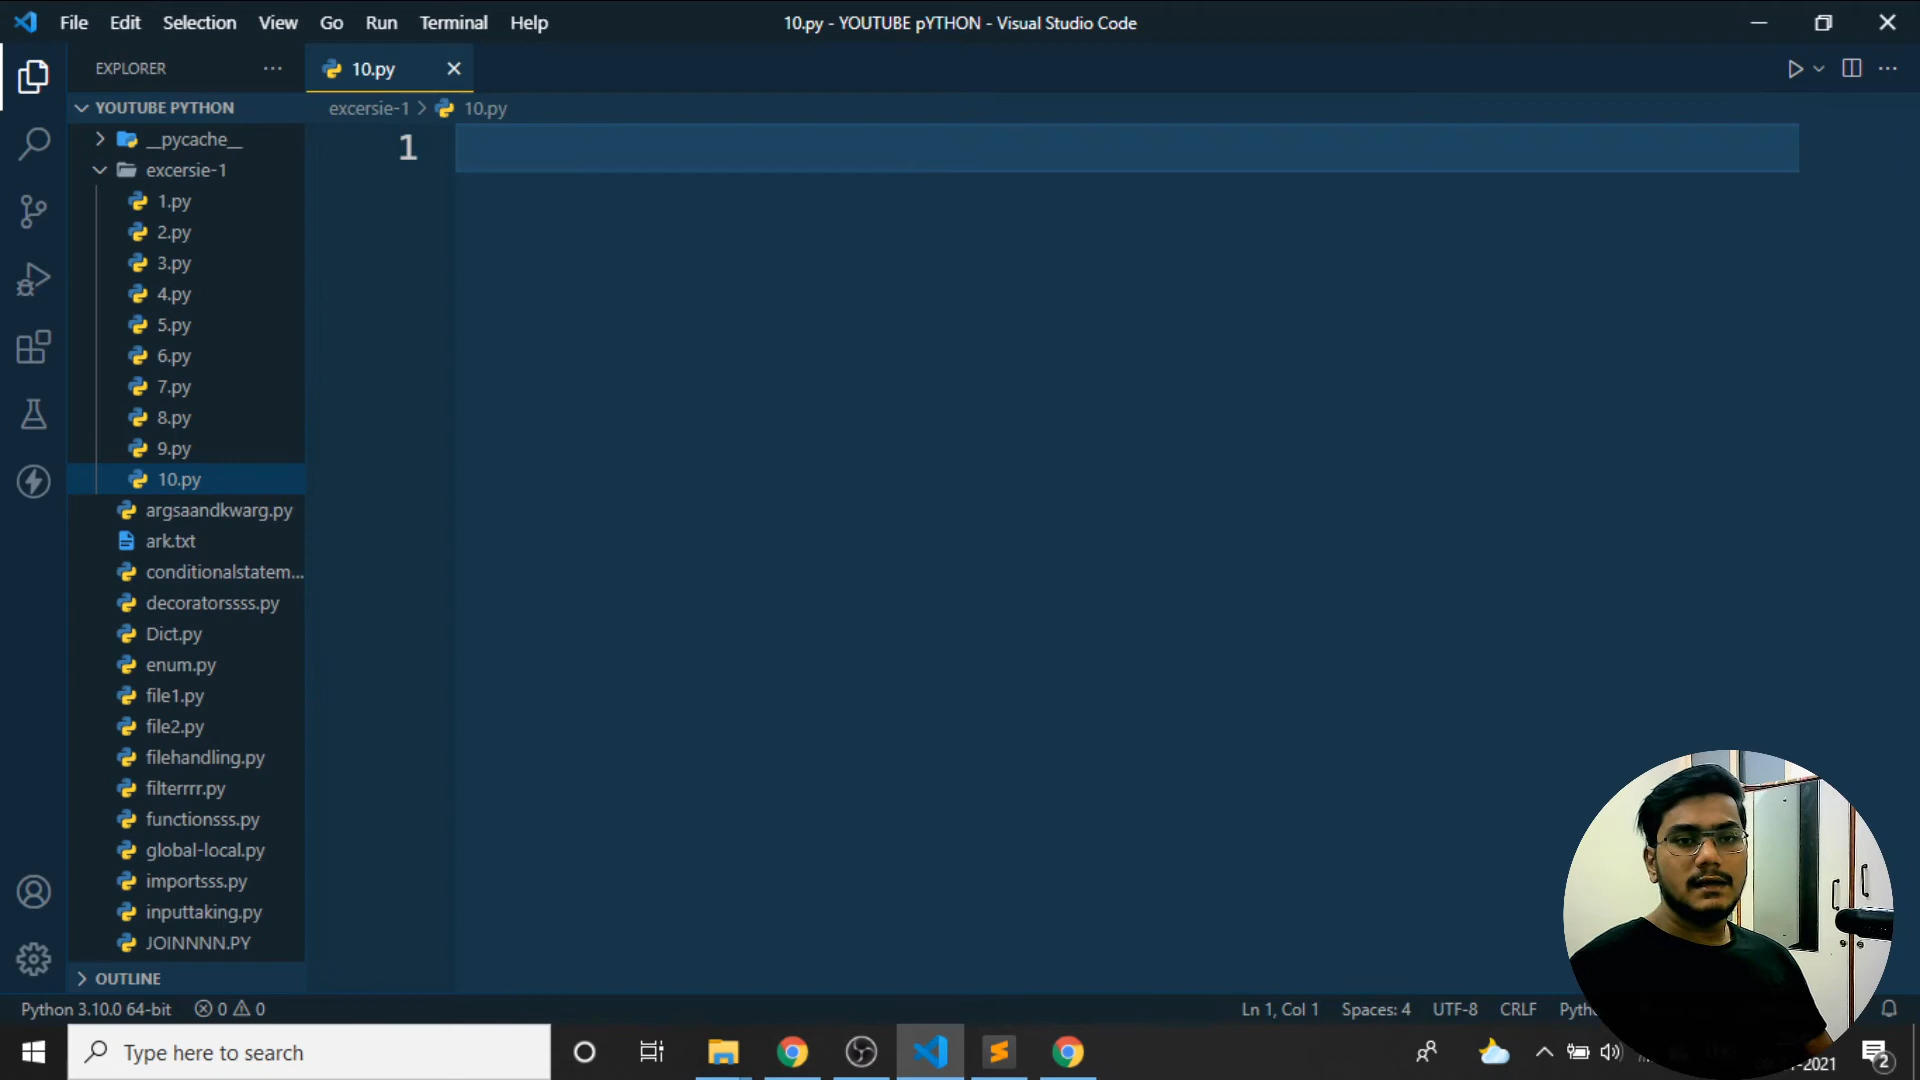 File Edit Selection View Go Run Terminal Help
10.py - YOUTUBE pYTHON - Visual Studio Code
EXPLORER
10.py
YOUTUBE PYTHON
excersie-1 > 10.py
1
__pycache__
excersie-1
1.py
2.py
3.py
4.py
5.py
6.py
7.py
8.py
9.py
10.py
argsaandkwarg.py
ark.txt
conditionalstatem...
decoratorssss.py
Dict.py
enum.py
file1.py
file2.py
filehandling.py
filterrrr.py
functionsss.py
global-local.py
importsss.py
inputtaking.py
JOINNNN.PY
OUTLINE
Python 3.10.0 64-bit 0 0
Ln 1, Col 1 Spaces: 4 UTF-8 CRLF
Type here to search
2